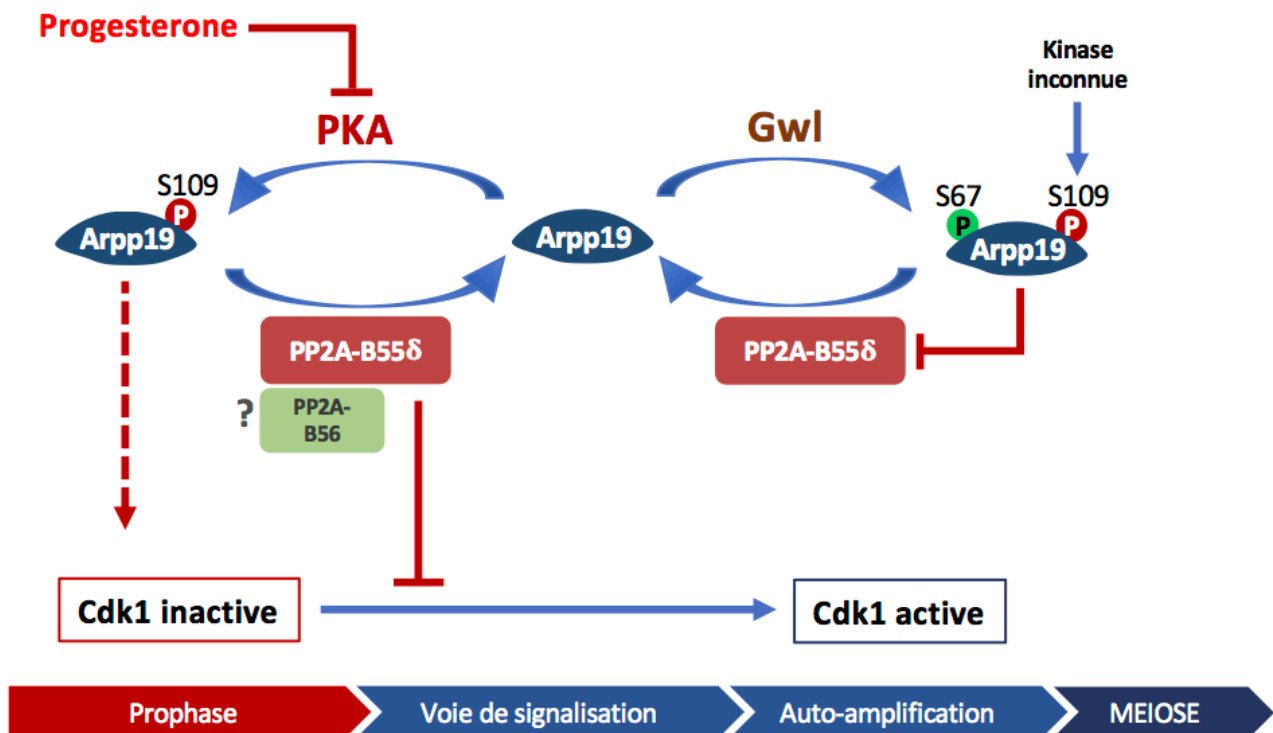 Progesterone
Kinase
inconnue
PKA
Gwl
S109
P
Arpp19
Arpp19
S67
S109
P
P
Arpp19
PP2A-B55δ
PP2A-B55δ
?
PP2A-
B56
Cdk1 inactive
Cdk1 active
Prophase
Voie de signalisation
Auto-amplification
MEIOSE